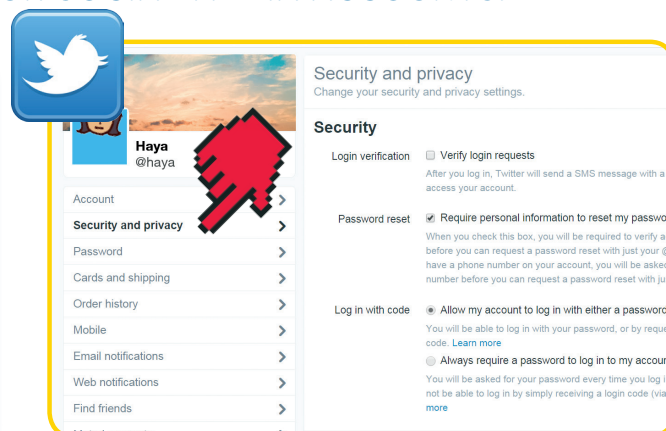 Security and privacy
Change your security and privacy settings.
Security
Haya
@haya
Account
Security and privacy
Password
Cards and shipping
Order history
Mobile
Email notifications
Web notifications
Find friends
Login verification
Verify login requests
After you log in, Twitter will send a SMS message with a
access your account.
Password reset
Require personal information to reset my passwo
When you check this box, you will be required to verify a
before you can request a password reset with just your @
have a phone number on your account, you will be asked
number before you can request a password reset with ju
Log in with code
Allow my account to log in with either a password
You will be able to log in with your password, or by reque
code. Learn more
Always require a password to log in to my accoun
You will be asked for your password every time you log i
not be able to log in by simply receiving a login code (via
more